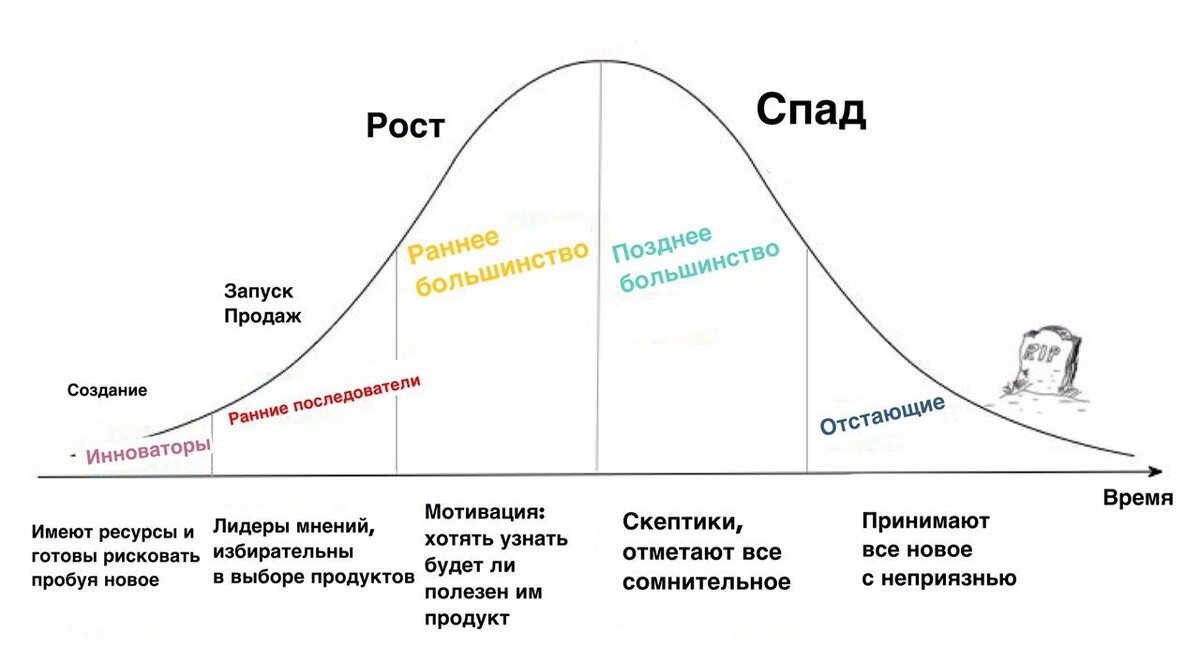 Рост
Спад
Раннее
большинство
Позднее
большинство
Запуск
Продаж
Создание
Ранние последователи
Инноваторы
RIP
Отстающие
Время
Имеют ресурсы и
готовы рисковать
пробуя новое
Лидеры мнений,
избирательны
в выборе продуктов
Мотивация:
хотять узнать
будет ли
полезен им
продукт
Скептики,
отметают все
сомнительное
Принимают
все новое
с неприязнью